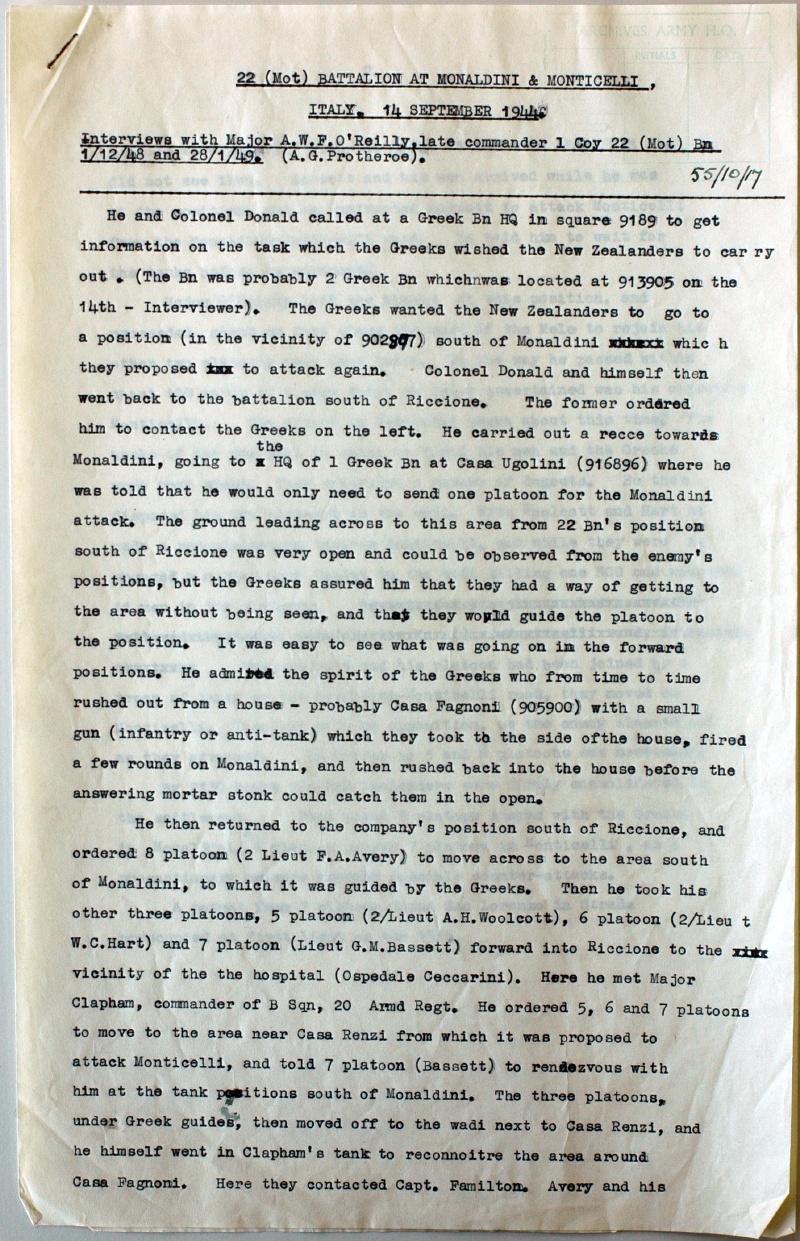 ARCHIVES ARMY H.Q.
INITIALS DATE
22 (Mot) BATTALION AT MONALDINI & MONTICELLI ,
ITALY. 14 SEPTEMBER 1944
Interviews with Major A.W.F.O'Reilly,late commander 1 Coy 22 (Mot) Bn
1/12/48 and 28/1/49. (A.G.Protheroe).
55/10/17
He and Colonel Donald called at a Greek Bn HQ in square 9189 to get
information on the task which the Greeks wished the New Zealanders to car ry
out . (The Bn was probably 2 Greek Bn whichnwas located at 913905 on the
14th - Interviewer). The Greeks wanted the New Zealanders to go to
a position (in the vicinity of 902897) south of Monaldini whic h
they proposed to attack again. Colonel Donald and himself then
went back to the battalion south of Riccione. The former ordered
him to contact the Greeks on the left. He carried out a recce towards
the
Monaldini, going to HQ of 1 Greek Bn at Casa Ugolini (916896) where he
was told that he would only need to send one platoon for the Monaldini
attack. The ground leading across to this area from 22 Bn's position
south of Riccione was very open and could be observed from the enemy's
positions, but the Greeks assured him that they had a way of getting to
the area without being seen, and that they would guide the platoon to
the position. It was easy to see what was going on in the forward
positions. He admired the spirit of the Greeks who from time to time
rushed out from a house - probably Casa Fagnoni (905900) with a small
gun (infantry or anti-tank) which they took to the side ofthe house, fired
a few rounds on Monaldini, and then rushed back into the house before the
answering mortar stonk could catch them in the open.
He then returned to the company's position south of Riccione, and
ordered 8 platoon (2 Lieut F.A.Avery) to move across to the area south
of Monaldini, to which it was guided by the Greeks. Then he took his
other three platoons, 5 platoon (2/Lieut A.H.Woolcott), 6 platoon (2/Lieu t
W.C.Hart) and 7 platoon (Lieut G.M.Bassett) forward into Riccione to the
vicinity of the the hospital (Ospedale Ceccarini). Here he met Major
Clapham, commander of B Sqn, 20 Armd Regt. He ordered 5, 6 and 7 platoons
to move to the area near Casa Renzi from which it was proposed to
attack Monticelli, and told 7 platoon (Bassett) to rendezvous with
him at the tank positions south of Monaldini. The three platoons,
under Greek guides, then moved off to the wadi next to Casa Renzi, and
he himself went in Clapham's tank to reconnoitre the area around
Casa Fagnoni. Here they contacted Capt. Familton. Avery and his